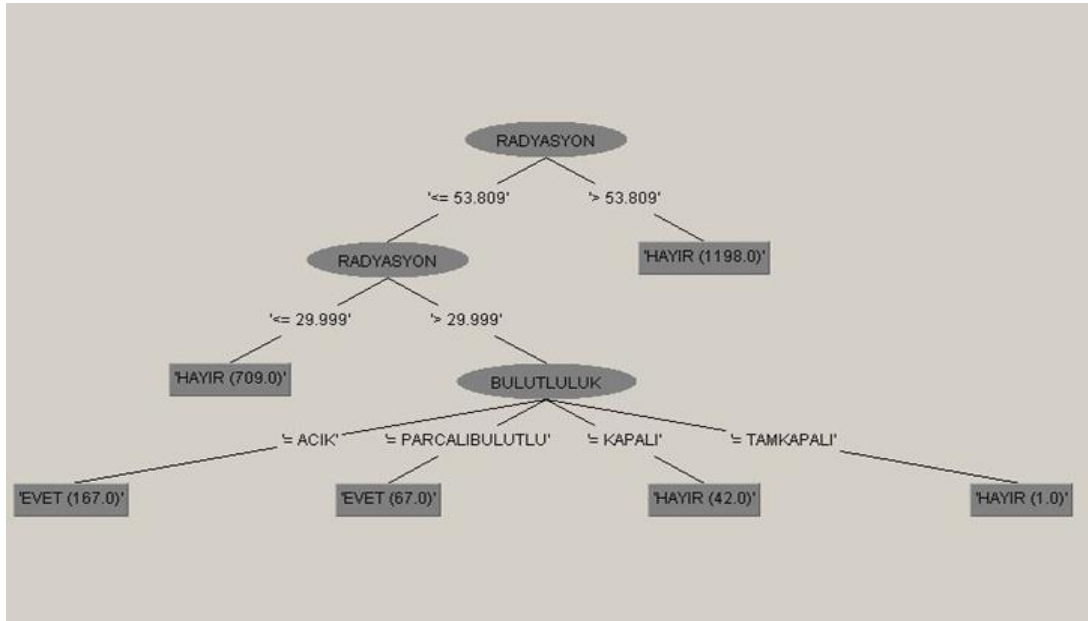 RADYASYON
'<= 53.809' '> 53.809'
RADYASYON 'HAYIR (1198.0)'
'<= 29.999' '> 29.999'
'HAYIR (709.0)' BULUTLULUK
'= ACIK' '= PARCALIBULUTLU' '= KAPALI' '= TAMKAPALI'
'EVET (167.0)' 'EVET (67.0)' 'HAYIR (42.0)' 'HAYIR (1.0)'